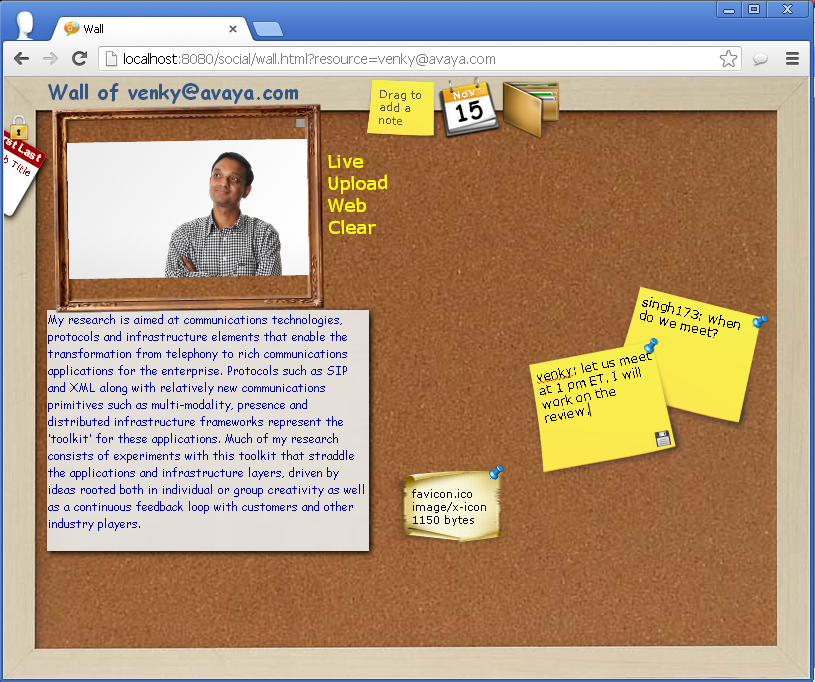 Wall
localhost:8080/social/wall.html?resource=venky@avaya.com
Wall of venky@avaya.com
Drag to
add a
note
Nov
15
rst Last
b Title
Live
Upload
Web
Clear
My research is aimed at communications technologies,
protocols and infrastructure elements that enable the
transformation from telephony to rich communications
applications for the enterprise. Protocols such as SIP
and XML along with relatively new communications
primitives such as multi-modality, presence and
distributed infrastructure frameworks represent the
'toolkit' for these applications. Much of my research
consists of experiments with this toolkit that straddle
the applications and infrastructure layers, driven by
ideas rooted both in individual or group creativity as well
as a continuous feedback loop with customers and other
industry players.
singh173: when
do we meet?
venky: let us meet
at 1 pm ET. I will
work on the
review.
favicon.ico
image/x-icon
1150 bytes